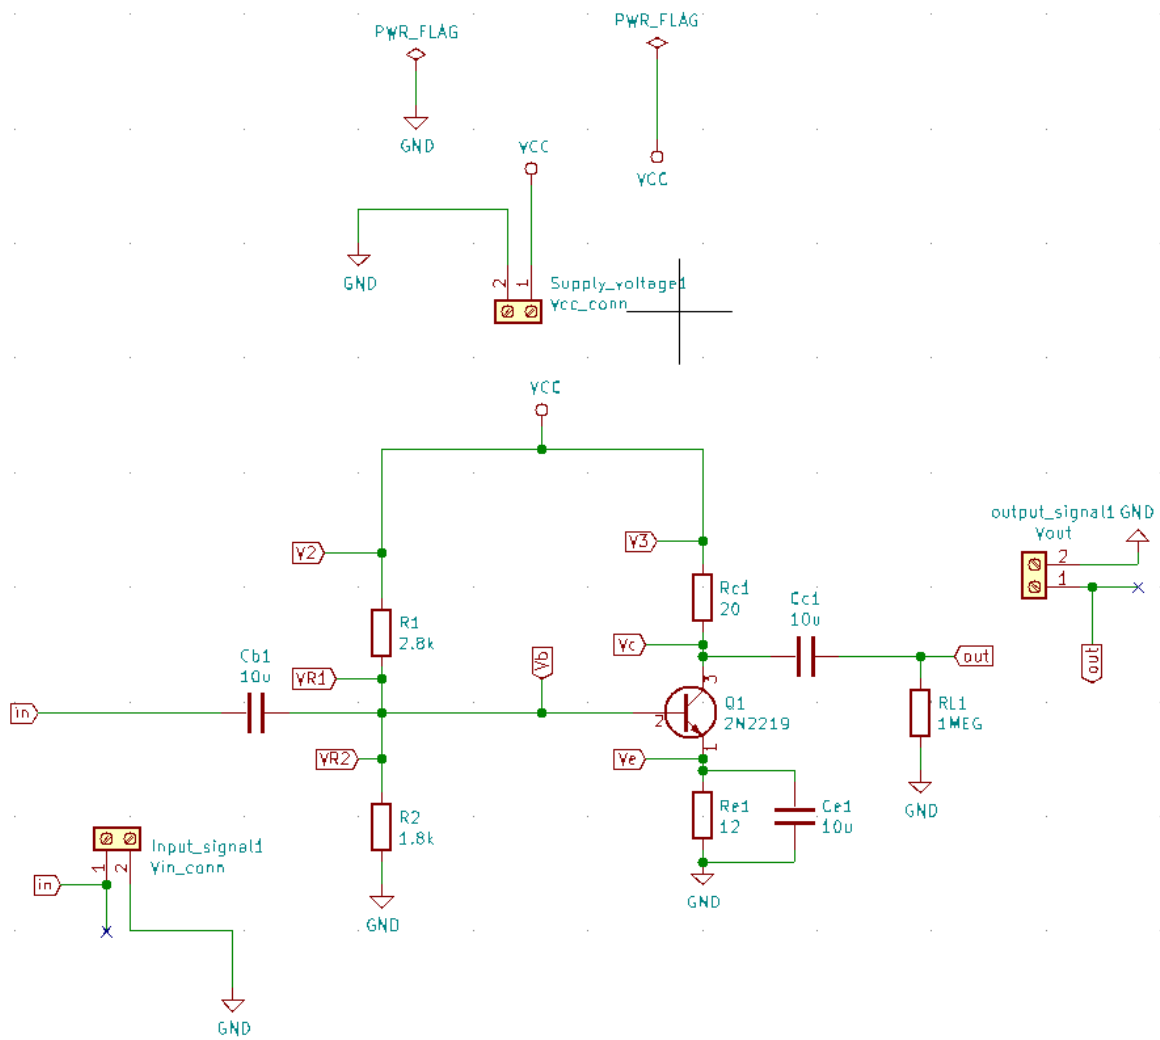 PWR_FLAG
PWR_FLAG
GND
VCC
VCC
GND
2
1
Supply_voltage1
Vcc_conn
VCC
output_signal1 GND
Vout
V2
V3
2
1
R1
2.8k
Rc1
20
Cc1
10u
Vc
out
out
Cb1
10u
VR1
Vb
3
in
2
Q1
2N2219
RL1
1MEG
VR2
Ve
1
R2
1.8k
Re1
12
Ce1
10u
GND
Input_signal1
Vin_conn
1
2
in
GND
GND
GND